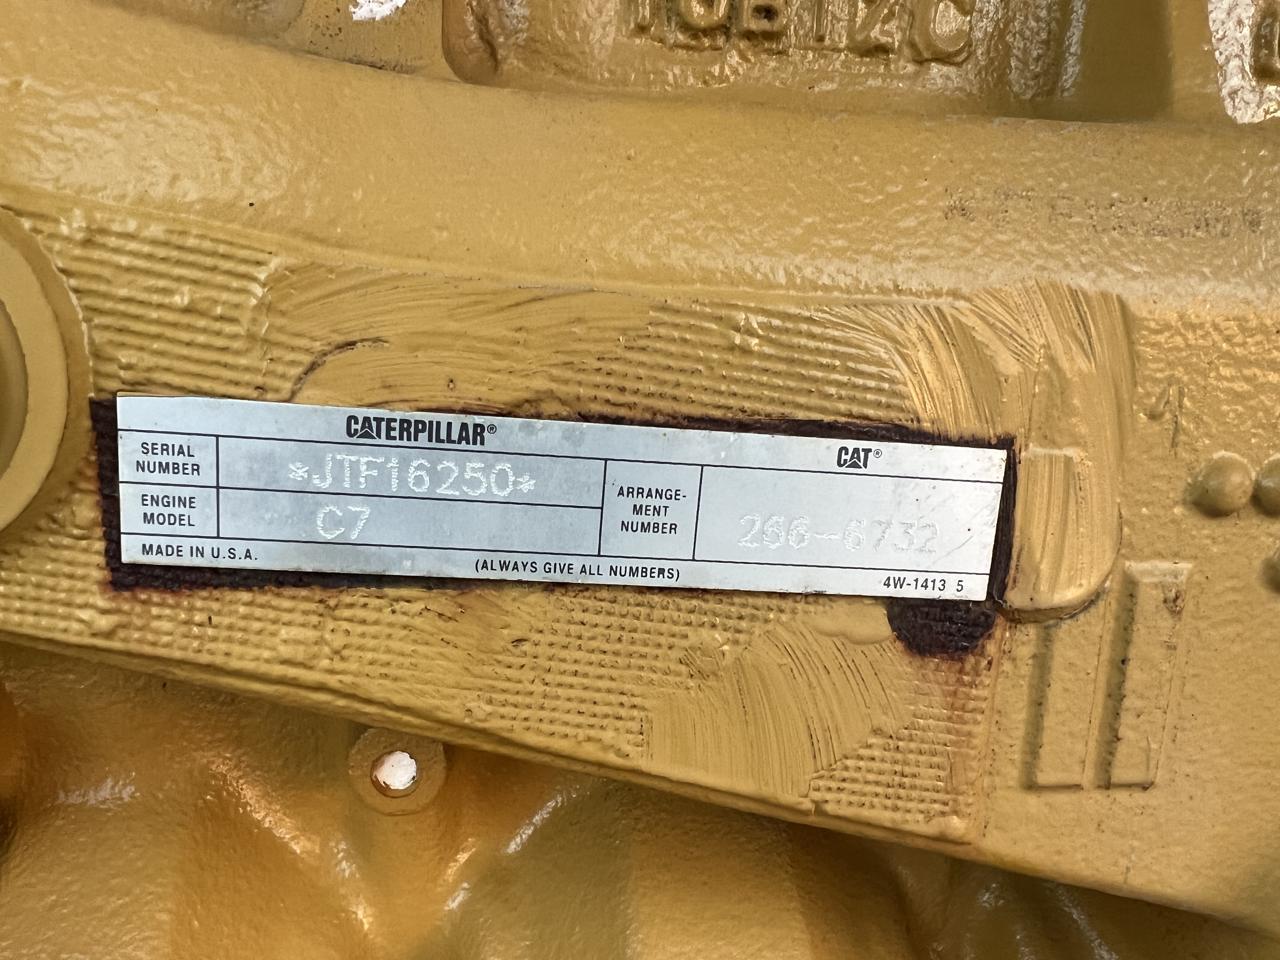 CATERPILLAR®
CAT®
SERIAL NUMBER
*JTF16250*
ENGINE MODEL
C7
ARRANGE-
MENT
NUMBER
266-6732
MADE IN U.S.A.
(ALWAYS GIVE ALL NUMBERS)
4W-1413 5